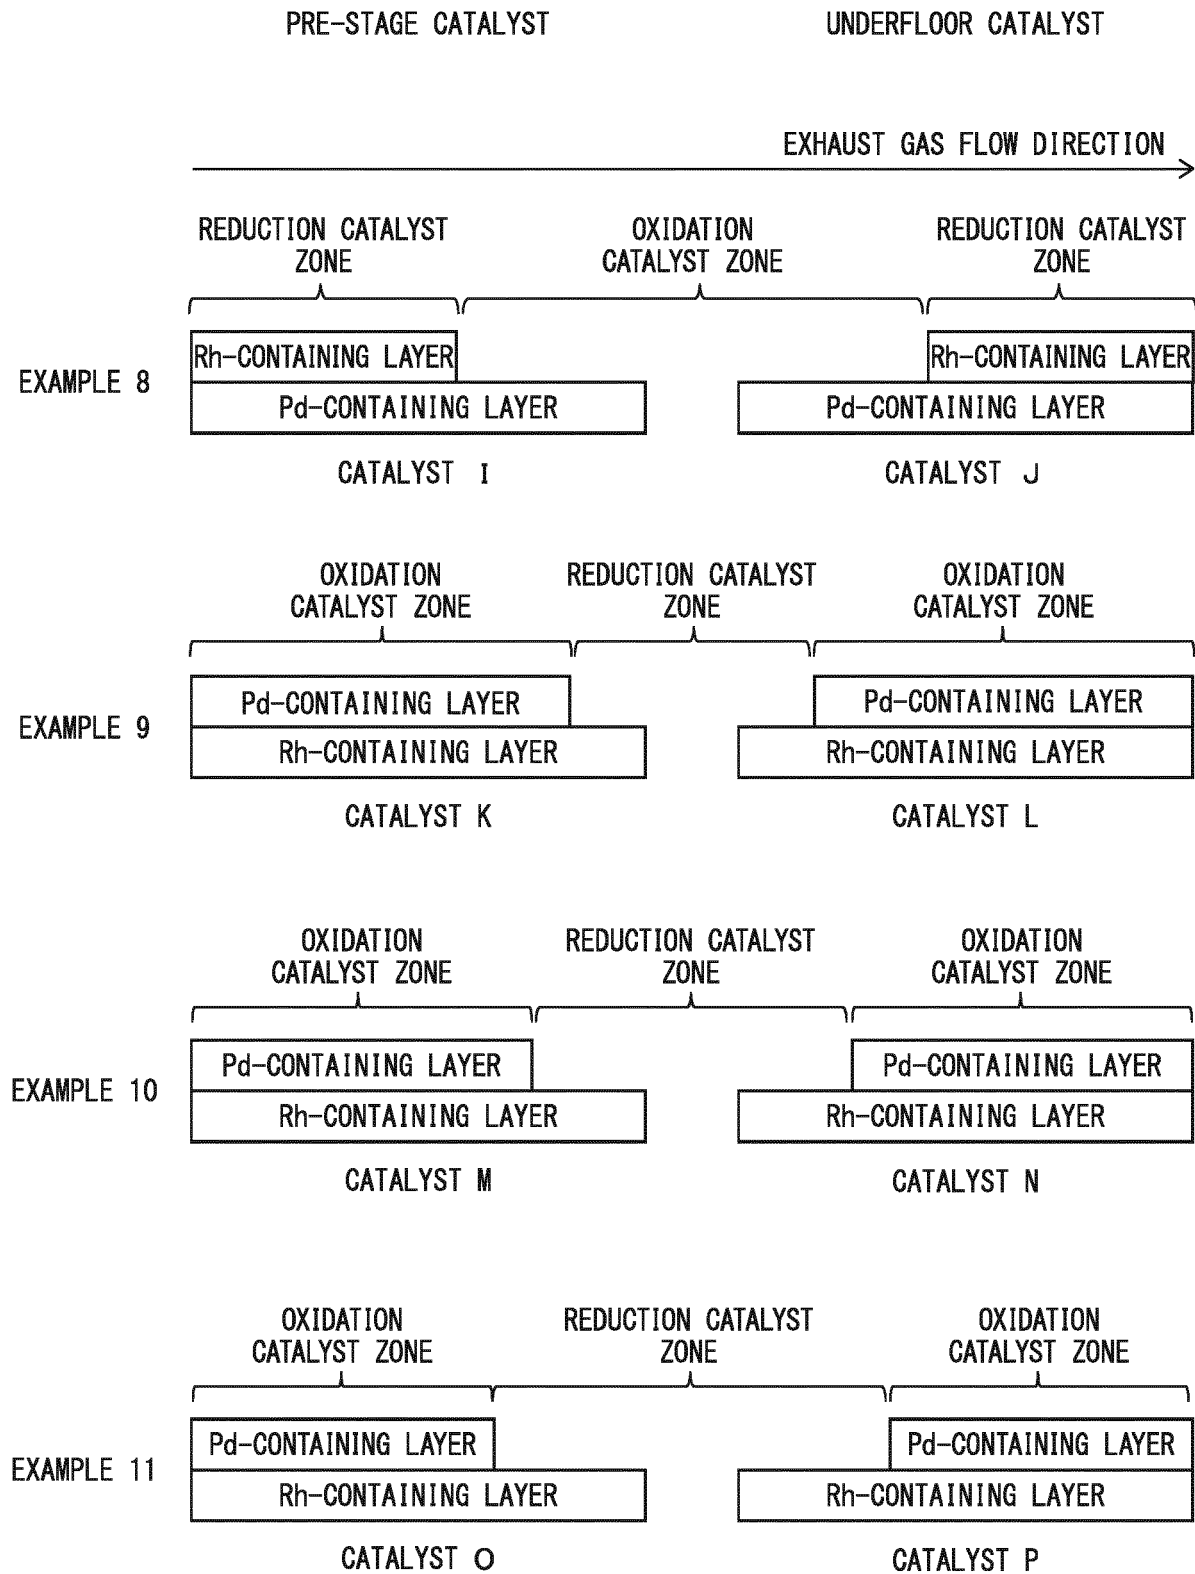 PRE-STAGE CATALYST
UNDERFLOOR CATALYST
EXHAUST GAS FLOW DIRECTION
REDUCTION CATALYST
ZONE
OXIDATION
CATALYST ZONE
REDUCTION CATALYST
ZONE
EXAMPLE 8
Rh-CONTAINING LAYER
Pd-CONTAINING LAYER
Rh-CONTAINING LAYER
Pd-CONTAINING LAYER
CATALYST I
CATALYST J
OXIDATION
CATALYST ZONE
REDUCTION CATALYST
ZONE
OXIDATION
CATALYST ZONE
EXAMPLE 9
Pd-CONTAINING LAYER
Rh-CONTAINING LAYER
Pd-CONTAINING LAYER
Rh-CONTAINING LAYER
CATALYST K
CATALYST L
OXIDATION
CATALYST ZONE
REDUCTION CATALYST
ZONE
OXIDATION
CATALYST ZONE
EXAMPLE 10
Pd-CONTAINING LAYER
Rh-CONTAINING LAYER
Pd-CONTAINING LAYER
Rh-CONTAINING LAYER
CATALYST M
CATALYST N
OXIDATION
CATALYST ZONE
REDUCTION CATALYST
ZONE
OXIDATION
CATALYST ZONE
EXAMPLE 11
Pd-CONTAINING LAYER
Rh-CONTAINING LAYER
Pd-CONTAINING LAYER
Rh-CONTAINING LAYER
CATALYST O
CATALYST P